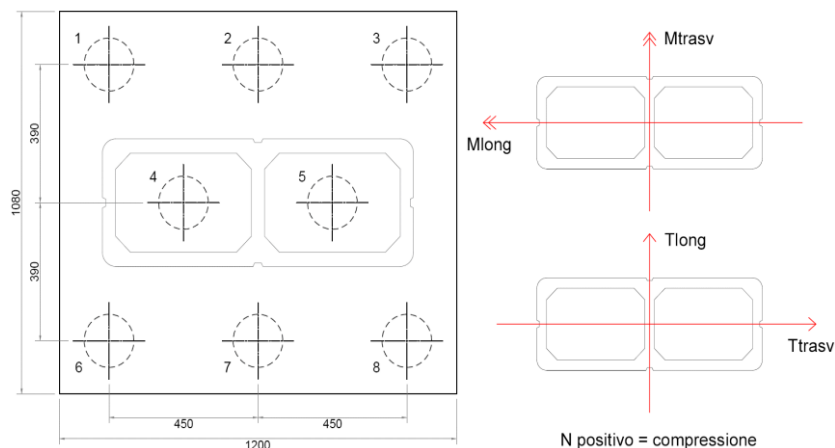 1
2
3
Mtrasv
390
Mlong
4
5
1080
Tlong
390
Ttrasv
6
7
8
450
450
1200
N positivo = compressione